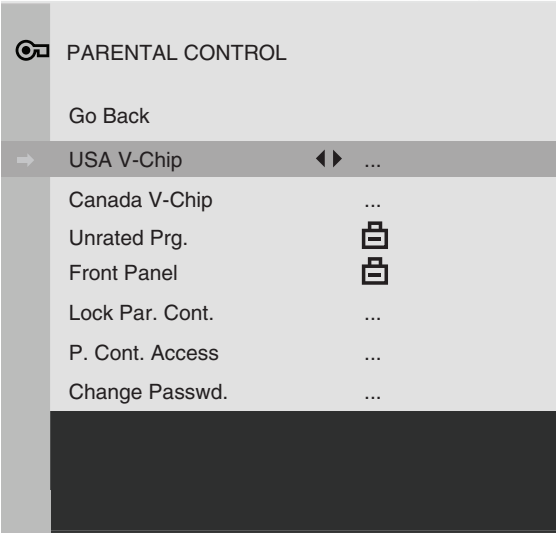 PARENTAL CONTROL
Go Back
USA V-Chip ...
Canada V-Chip ...
Unrated Prg.
Front Panel
Lock Par. Cont. ...
P. Cont. Access ...
Change Passwd. ...